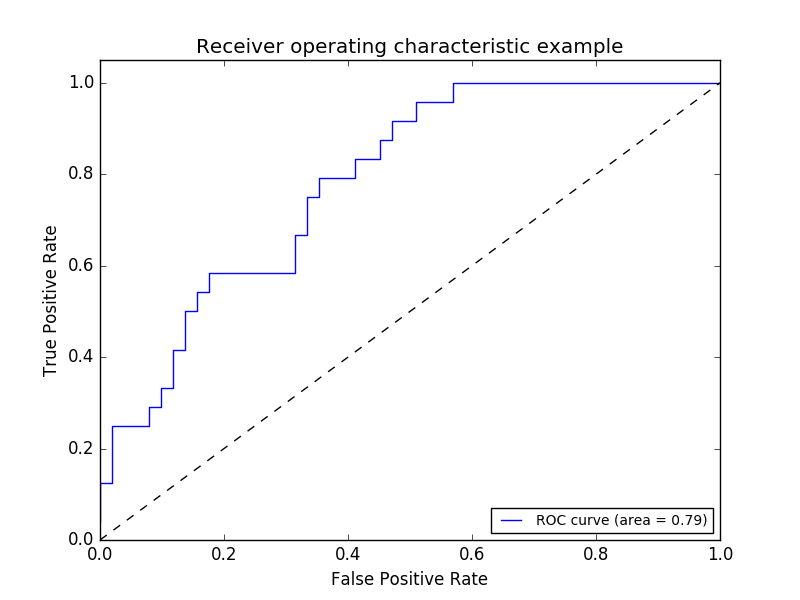 Receiver operating characteristic example
1.0
0.8
0.6
0.4
0.2
0.0
True Positive Rate
ROC curve (area = 0.79)
0.0 0.2 0.4 0.6 0.8 1.0
False Positive Rate